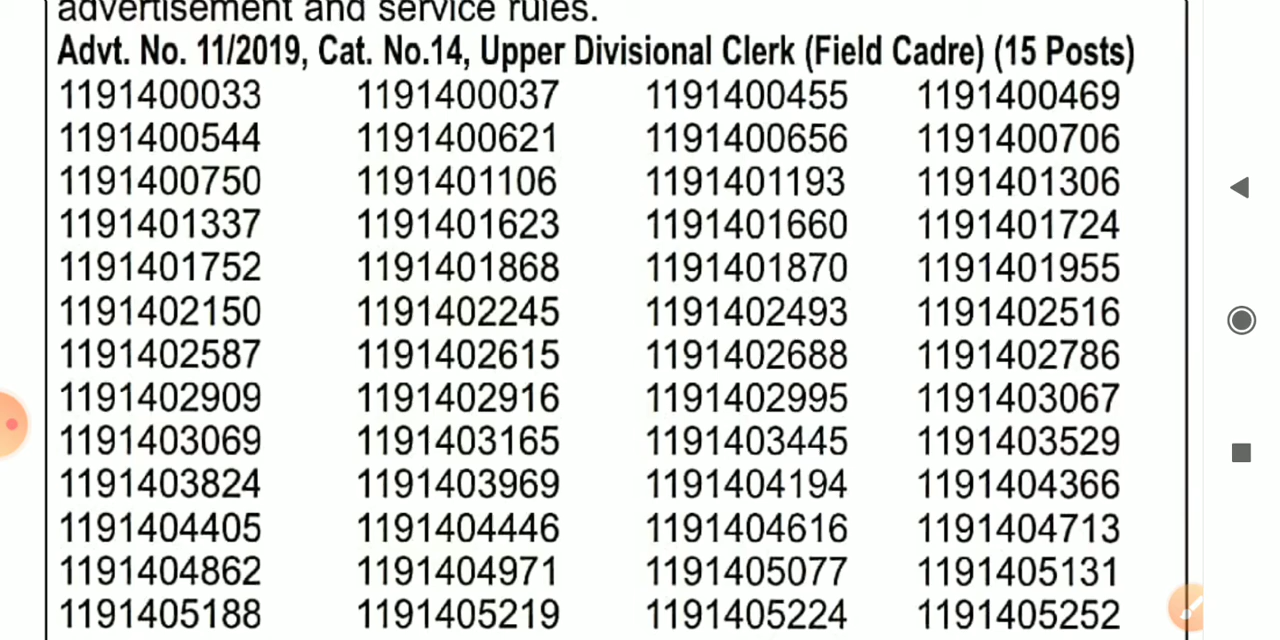 advertisement and service rules.
Advt. No. 11/2019, Cat. No.14, Upper Divisional Clerk (Field Cadre) (15 Posts)
1191400033 1191400037 1191400455 1191400469
1191400544 1191400621 1191400656 1191400706
1191400750 1191401106 1191401193 1191401306
1191401337 1191401623 1191401660 1191401724
1191401752 1191401868 1191401870 1191401955
1191402150 1191402245 1191402493 1191402516
1191402587 1191402615 1191402688 1191402786
1191402909 1191402916 1191402995 1191403067
1191403069 1191403165 1191403445 1191403529
1191403824 1191403969 1191404194 1191404366
1191404405 1191404446 1191404616 1191404713
1191404862 1191404971 1191405077 1191405131
1191405188 1191405219 1191405224 1191405252